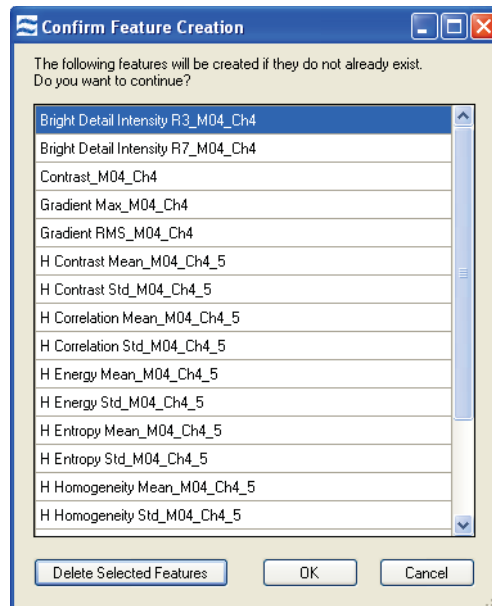 Confirm Feature Creation
The following features will be created if they do not already exist.
Do you want to continue?
Bright Detail Intensity R3_M04_Ch4
Bright Detail Intensity R7_M04_Ch4
Contrast_M04_Ch4
Gradient Max_M04_Ch4
Gradient RMS_M04_Ch4
H Contrast Mean_M04_Ch4_5
H Contrast Std_M04_Ch4_5
H Correlation Mean_M04_Ch4_5
H Correlation Std_M04_Ch4_5
H Energy Mean_M04_Ch4_5
H Energy Std_M04_Ch4_5
H Entropy Mean_M04_Ch4_5
H Entropy Std_M04_Ch4_5
H Homogeneity Mean_M04_Ch4_5
H Homogeneity Std_M04_Ch4_5
Delete Selected Features OK Cancel